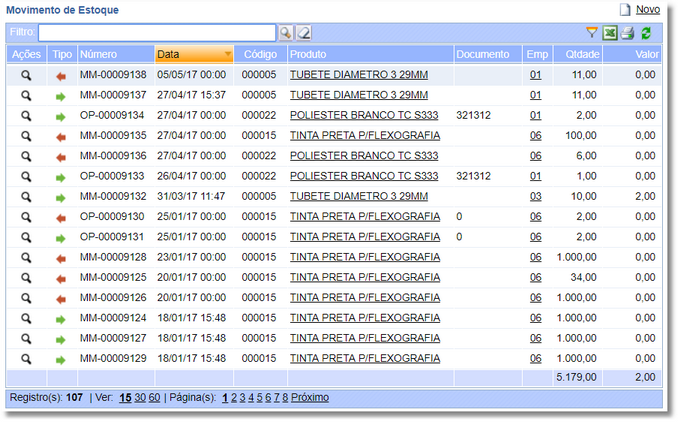 Movimento de Estoque Novo
Filtro:
Ações Tipo Número Data Código Produto Documento Emp Qtdade Valor
MM-00009138 05/05/17 00:00 000005 TUBETE DIAMETRO 3 29MM 01 11,00 0,00
MM-00009137 27/04/17 15:37 000005 TUBETE DIAMETRO 3 29MM 01 11,00 0,00
OP-00009134 27/04/17 00:00 000022 POLIESTER BRANCO TC S333 321312 01 2,00 0,00
MM-00009135 27/04/17 00:00 000015 TINTA PRETA P/FLEXOGRAFIA 06 100,00 0,00
MM-00009136 27/04/17 00:00 000022 POLIESTER BRANCO TC S333 06 6,00 0,00
OP-00009133 26/04/17 00:00 000022 POLIESTER BRANCO TC S333 321312 01 1,00 0,00
MM-00009132 31/03/17 11:47 000005 TUBETE DIAMETRO 3 29MM 03 10,00 2,00
OP-00009130 25/01/17 00:00 000015 TINTA PRETA P/FLEXOGRAFIA 0 06 2,00 0,00
OP-00009131 25/01/17 00:00 000015 TINTA PRETA P/FLEXOGRAFIA 0 06 2,00 0,00
MM-00009128 23/01/17 00:00 000015 TINTA PRETA P/FLEXOGRAFIA 06 1.000,00 0,00
MM-00009125 20/01/17 00:00 000015 TINTA PRETA P/FLEXOGRAFIA 06 34,00 0,00
MM-00009126 20/01/17 00:00 000015 TINTA PRETA P/FLEXOGRAFIA 06 1.000,00 0,00
MM-00009124 18/01/17 15:48 000015 TINTA PRETA P/FLEXOGRAFIA 06 1.000,00 0,00
MM-00009127 18/01/17 15:48 000015 TINTA PRETA P/FLEXOGRAFIA 06 1.000,00 0,00
MM-00009129 18/01/17 15:48 000015 TINTA PRETA P/FLEXOGRAFIA 06 1.000,00 0,00
5.179,00 2,00
Registro(s): 107 | Ver: 15 30 60 | Página(s): 1 2 3 4 5 6 7 8 Próximo